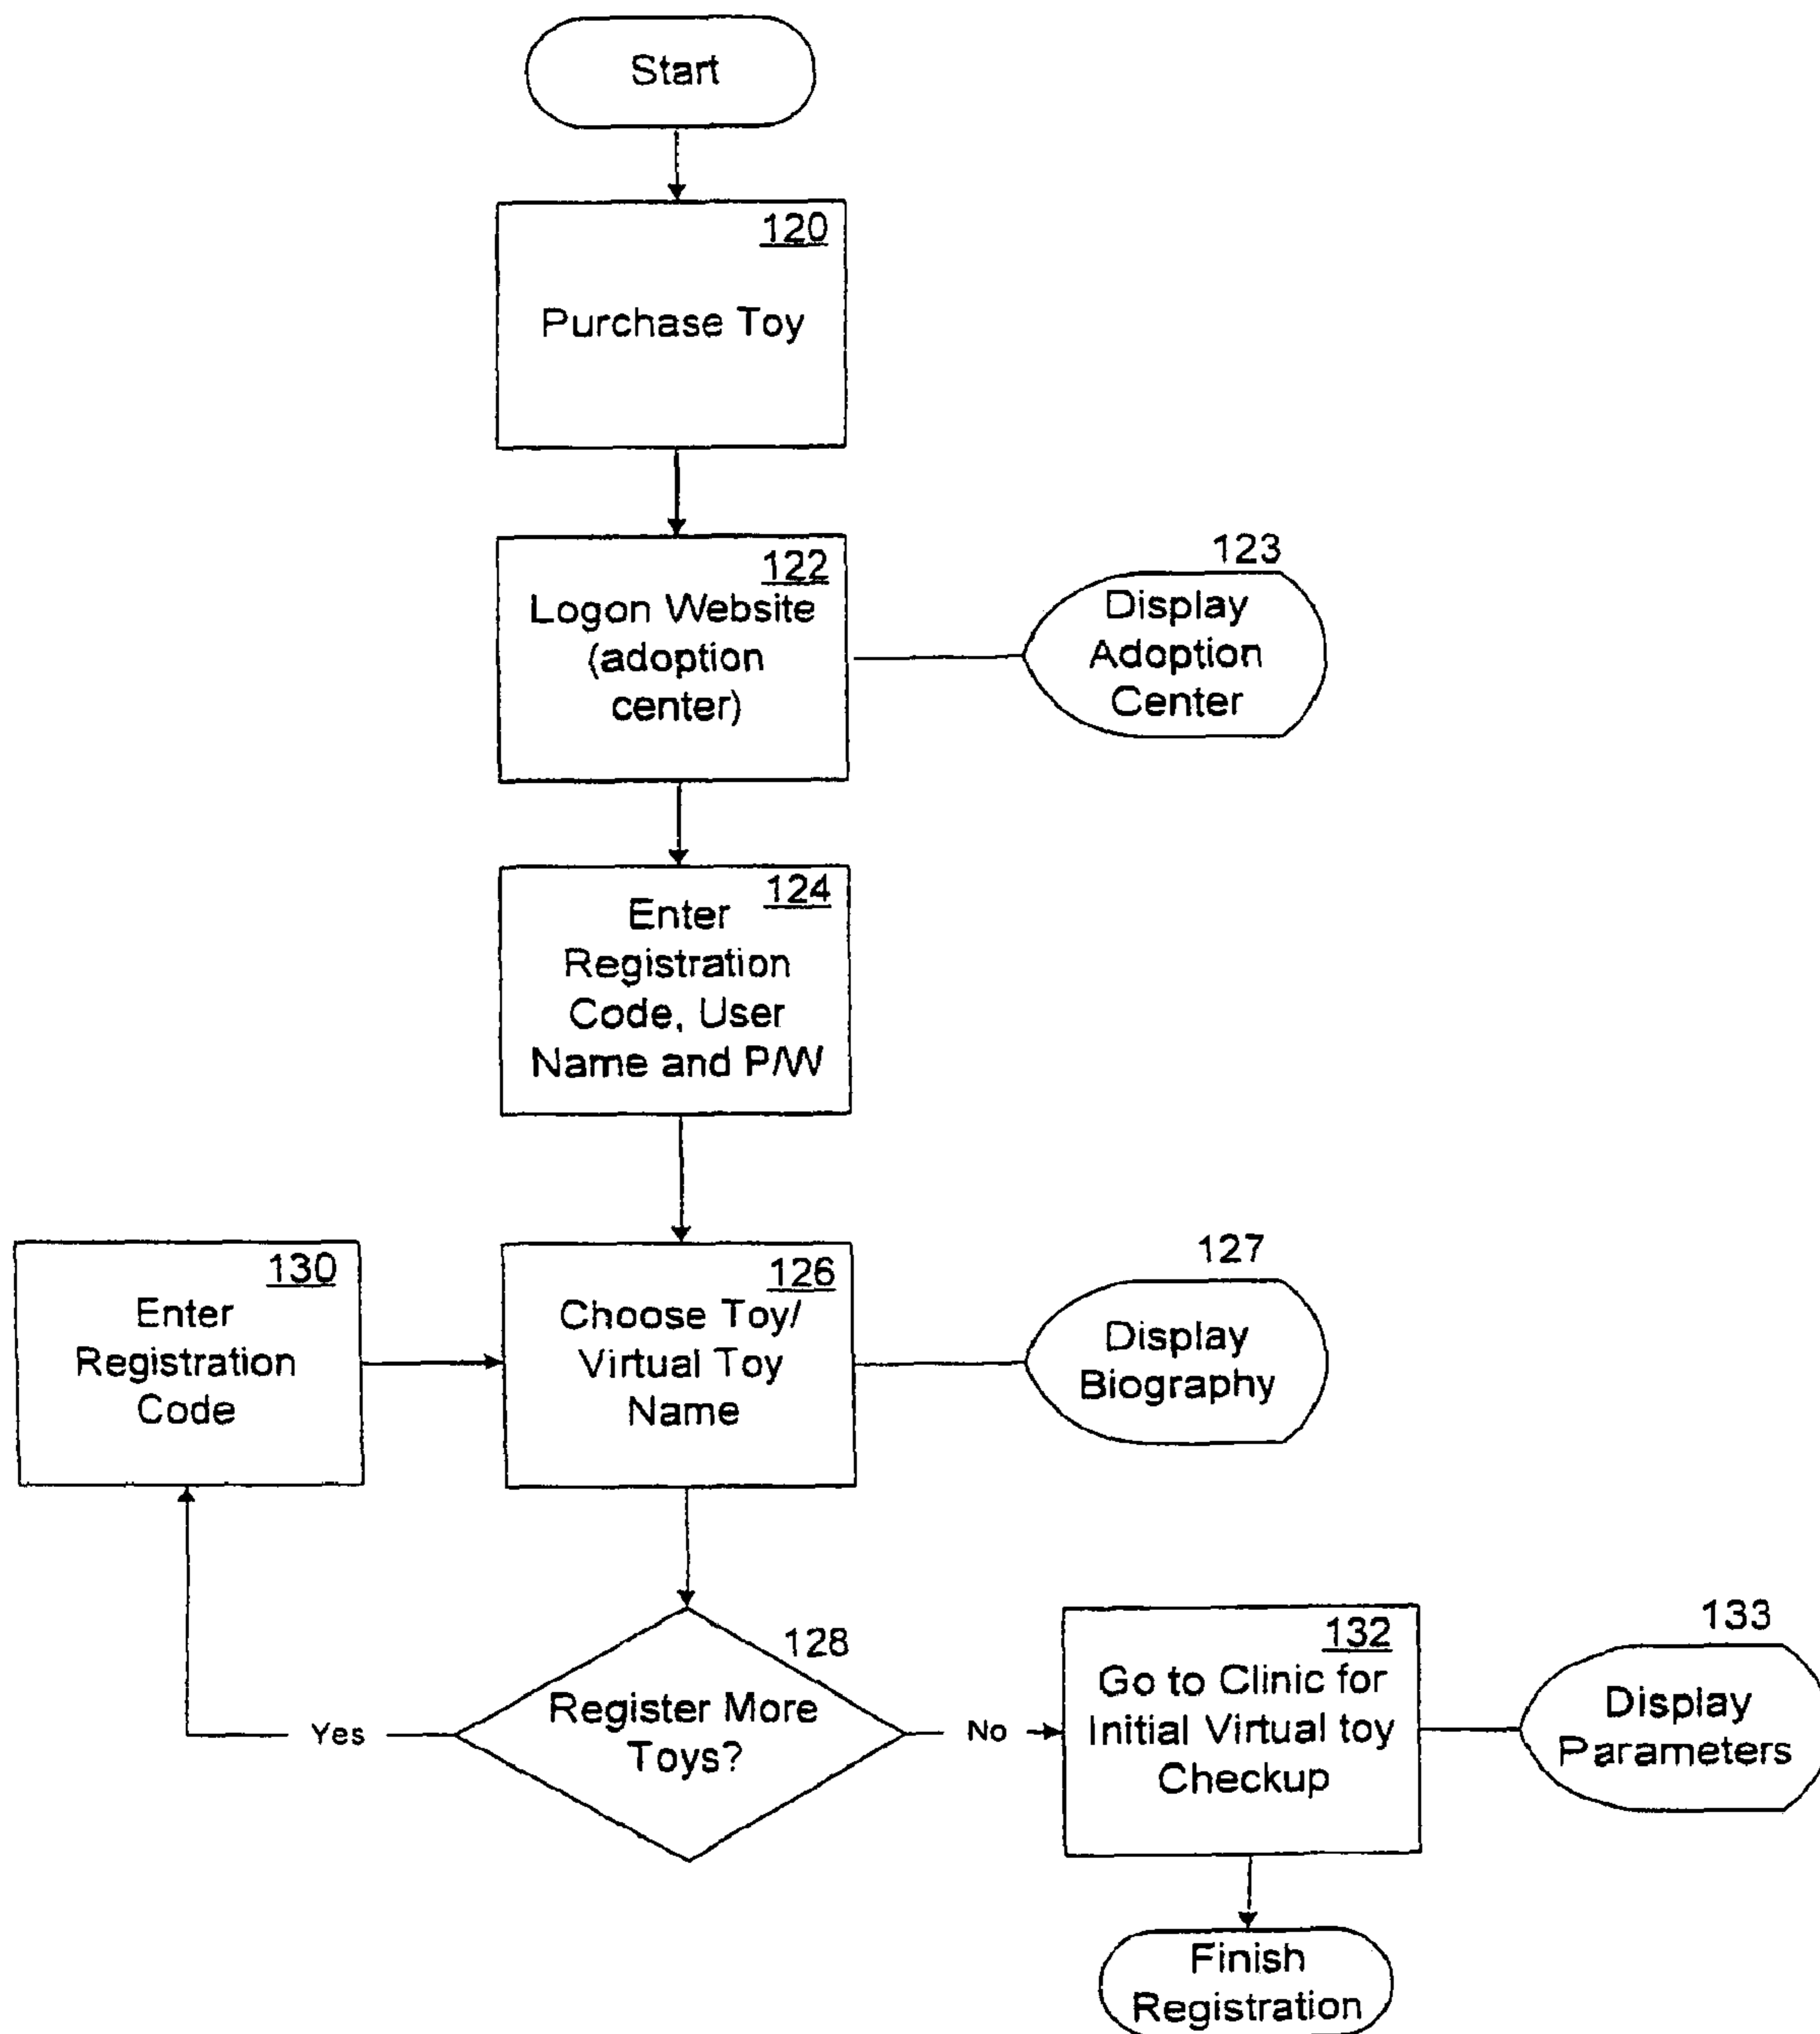 Start
120
Purchase Toy
122
Logon Website
(adoption
center)
123
Display
Adoption
Center
124
Enter
Registration
Code, User
Name and P/W
130
Enter
Registration
Code
126
Choose Toy/
Virtual Toy
Name
127
Display
Biography
128
Register More
Toys?
Yes
No
132
Go to Clinic for
Initial Virtual toy
Checkup
133
Display
Parameters
Finish
Registration